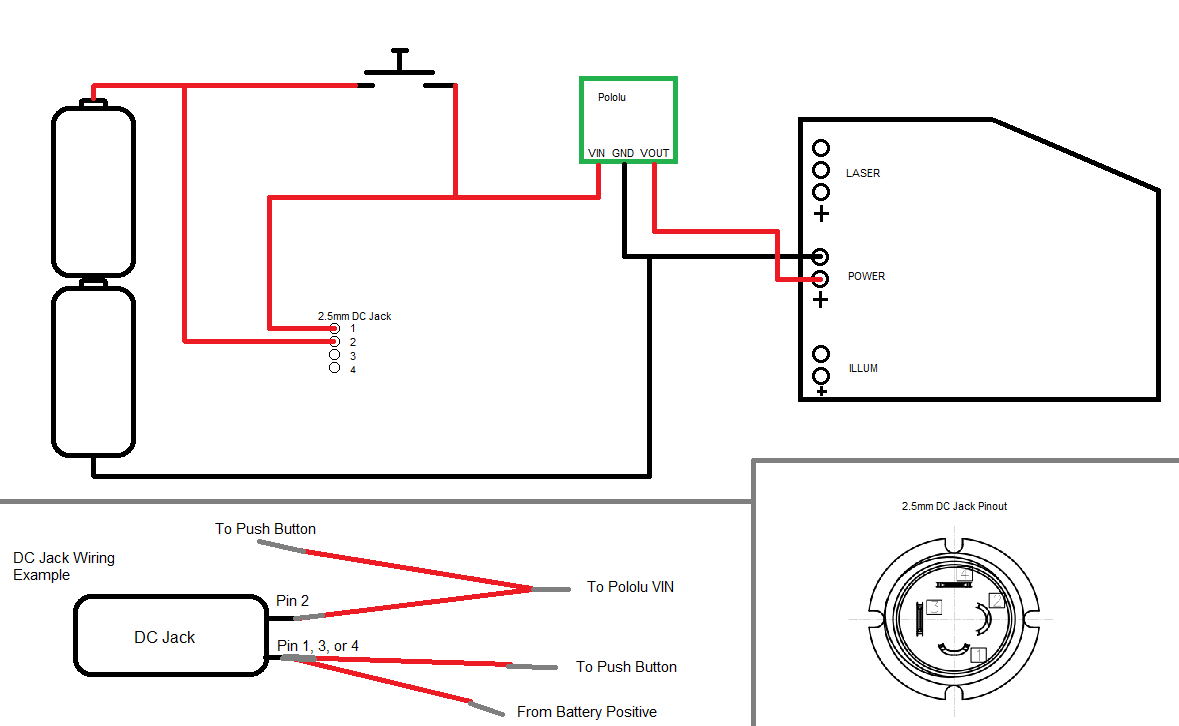 Pololu
VIN GND VOUT
LASER
+
POWER
+
ILLUM
+
2.5mm DC Jack
1
2
3
4
To Push Button
DC Jack Wiring
Example
To Pololu VIN
Pin 2
DC Jack
Pin 1, 3, or 4
To Push Button
From Battery Positive
2.5mm DC Jack Pinout
4
2
3
1